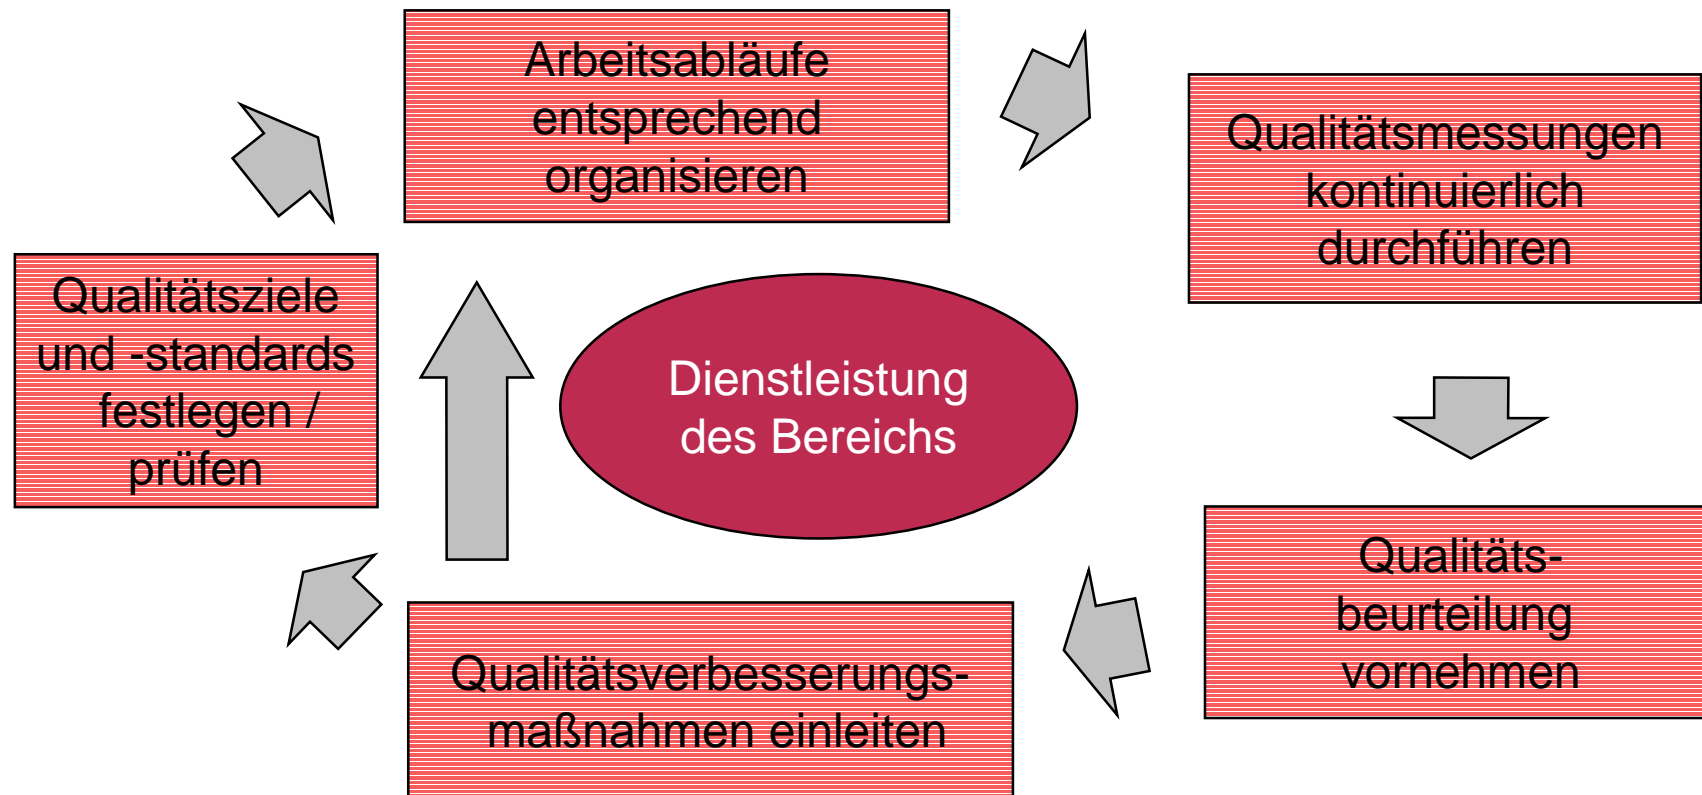 Arbeitsabläufe
entsprechend
organisieren
Qualitätsmessungen
kontinuierlich
durchführen
Qualitätsziele
und -standards
festlegen /
prüfen
Dienstleistung
des Bereichs
Qualitäts-
beurteilung
vornehmen
Qualitätsverbesserungs-
maßnahmen einleiten